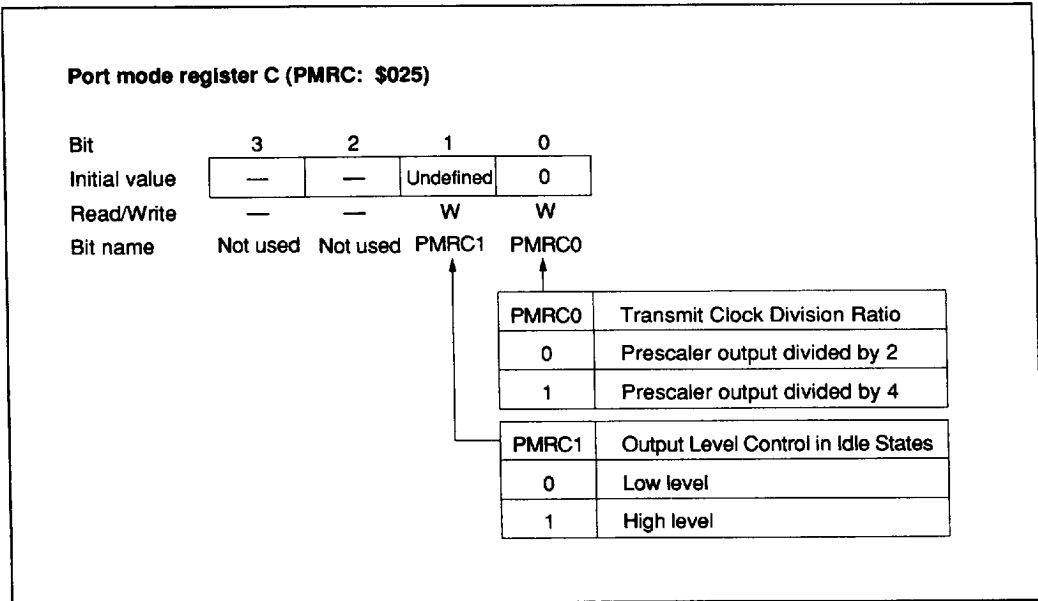 Port mode register C (PMRC: $025)
Bit 3 2 1 0
Initial value — — Undefined 0
Read/Write — — W W
Bit name Not used Not used PMRC1 PMRC0
PMRC0 Transmit Clock Division Ratio
0 Prescaler output divided by 2
1 Prescaler output divided by 4
PMRC1 Output Level Control in Idle States
0 Low level
1 High level